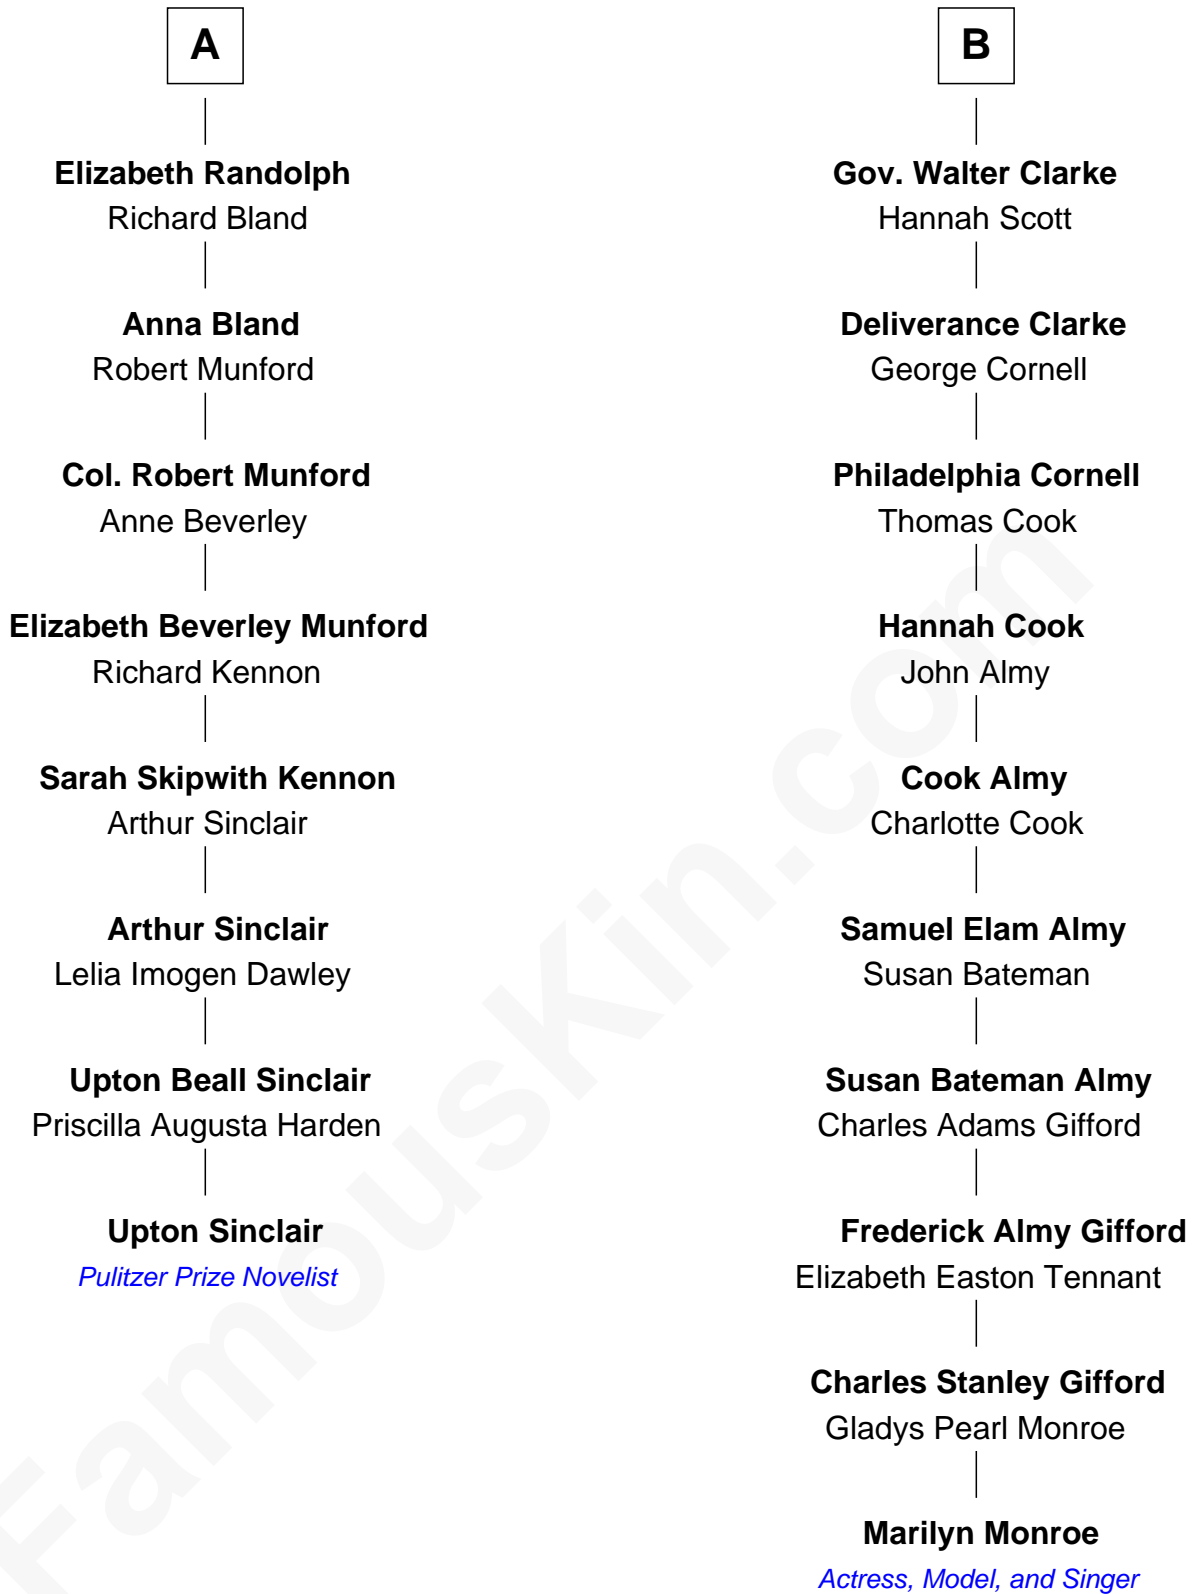 A
Elizabeth Randolph
Richard Bland
Anna Bland
Robert Munford
Col. Robert Munford
Anne Beverley
Elizabeth Beverley Munford
Richard Kennon
Sarah Skipwith Kennon
Arthur Sinclair
Arthur Sinclair
Lelia Imogen Dawley
Upton Beall Sinclair
Priscilla Augusta Harden
Upton Sinclair
Pulitzer Prize Novelist
B
Gov. Walter Clarke
Hannah Scott
Deliverance Clarke
George Cornell
Philadelphia Cornell
Thomas Cook
Hannah Cook
John Almy
Cook Almy
Charlotte Cook
Samuel Elam Almy
Susan Bateman
Susan Bateman Almy
Charles Adams Gifford
Frederick Almy Gifford
Elizabeth Easton Tennant
Charles Stanley Gifford
Gladys Pearl Monroe
Marilyn Monroe
Actress, Model, and Singer
FamousKin.com